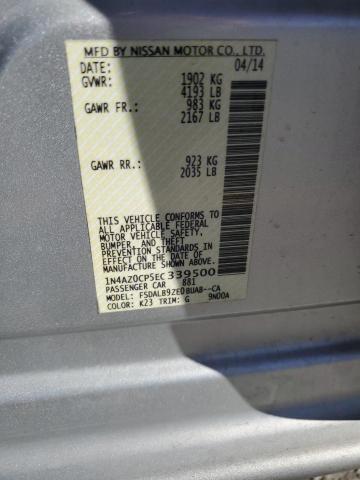 MFD BY NISSAN MOTOR CO., LTD.
DATE: 04/14
GVWR: 1902 KG
4193 LB
GAWR FR.: 983 KG
2167 LB
GAWR RR.: 923 KG
2035 LB
THIS VEHICLE CONFORMS TO
ALL APPLICABLE FEDERAL
MOTOR VEHICLE SAFETY,
BUMPER, AND THEFT
PREVENTION STANDARDS
IN EFFECT ON THE DATE OF
MANUFACTURE SHOWN ABOVE.
1N4AZ0CP5EC339500
PASSENGER CAR 881
MODEL: FSDALB9ZE0BUAB--CA
COLOR: K23 TRIM: G 9N00A